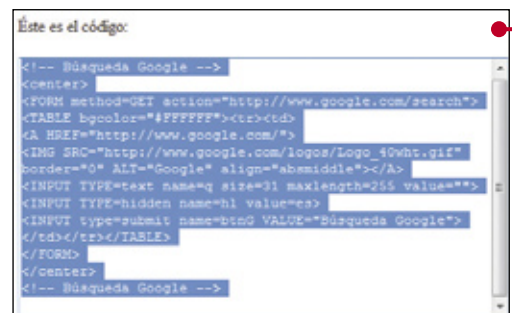 Éste es el código:
<!-- Búsqueda Google -->
<center>
<FORM method=GET action="http://www.google.com/search">
<TABLE bgcolor="#FFFFFF"><tr><td>
<A HREF="http://www.google.com/">
<IMG SRC="http://www.google.com/logos/Logo_40wht.gif"
border="0" ALT="Google" align="absmiddle"></A>
<INPUT TYPE=text name=q size=31 maxlength=255 value="">
<INPUT TYPE=hidden name=hl value=es>
<INPUT type=submit name=btnG VALUE="Búsqueda Google">
</td></tr></TABLE>
</FORM>
</center>
<!-- Búsqueda Google -->